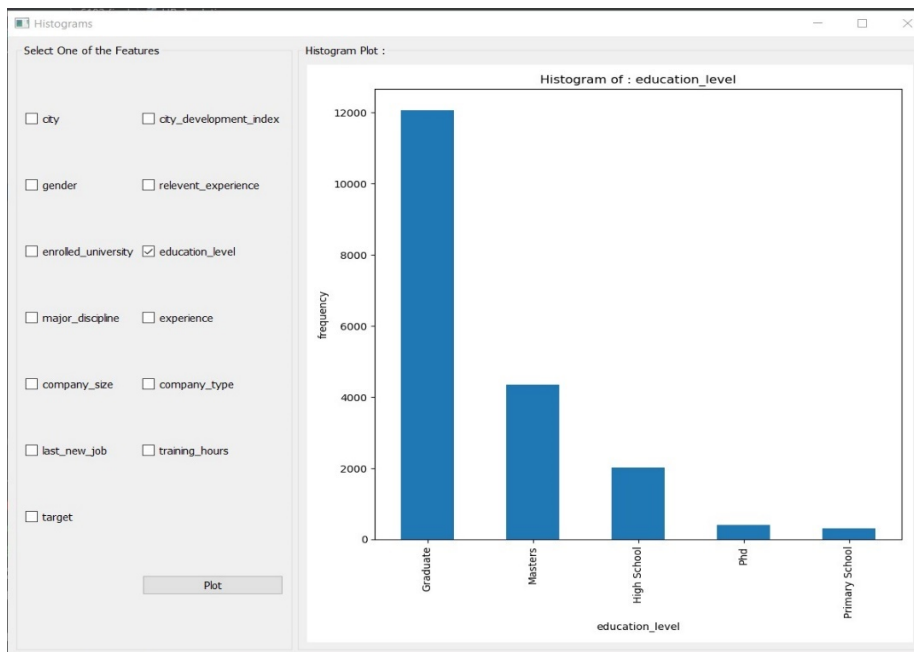 Histograms
Select One of the Features
city
city_development_index
gender
relevent_experience
enrolled_university
education_level
major_discipline
experience
company_size
company_type
last_new_job
training_hours
target
Plot
Histogram Plot :
Histogram of : education_level
12000
10000
8000
6000
4000
2000
0
frequency
Graduate
Masters
High School
Phd
Primary School
education_level